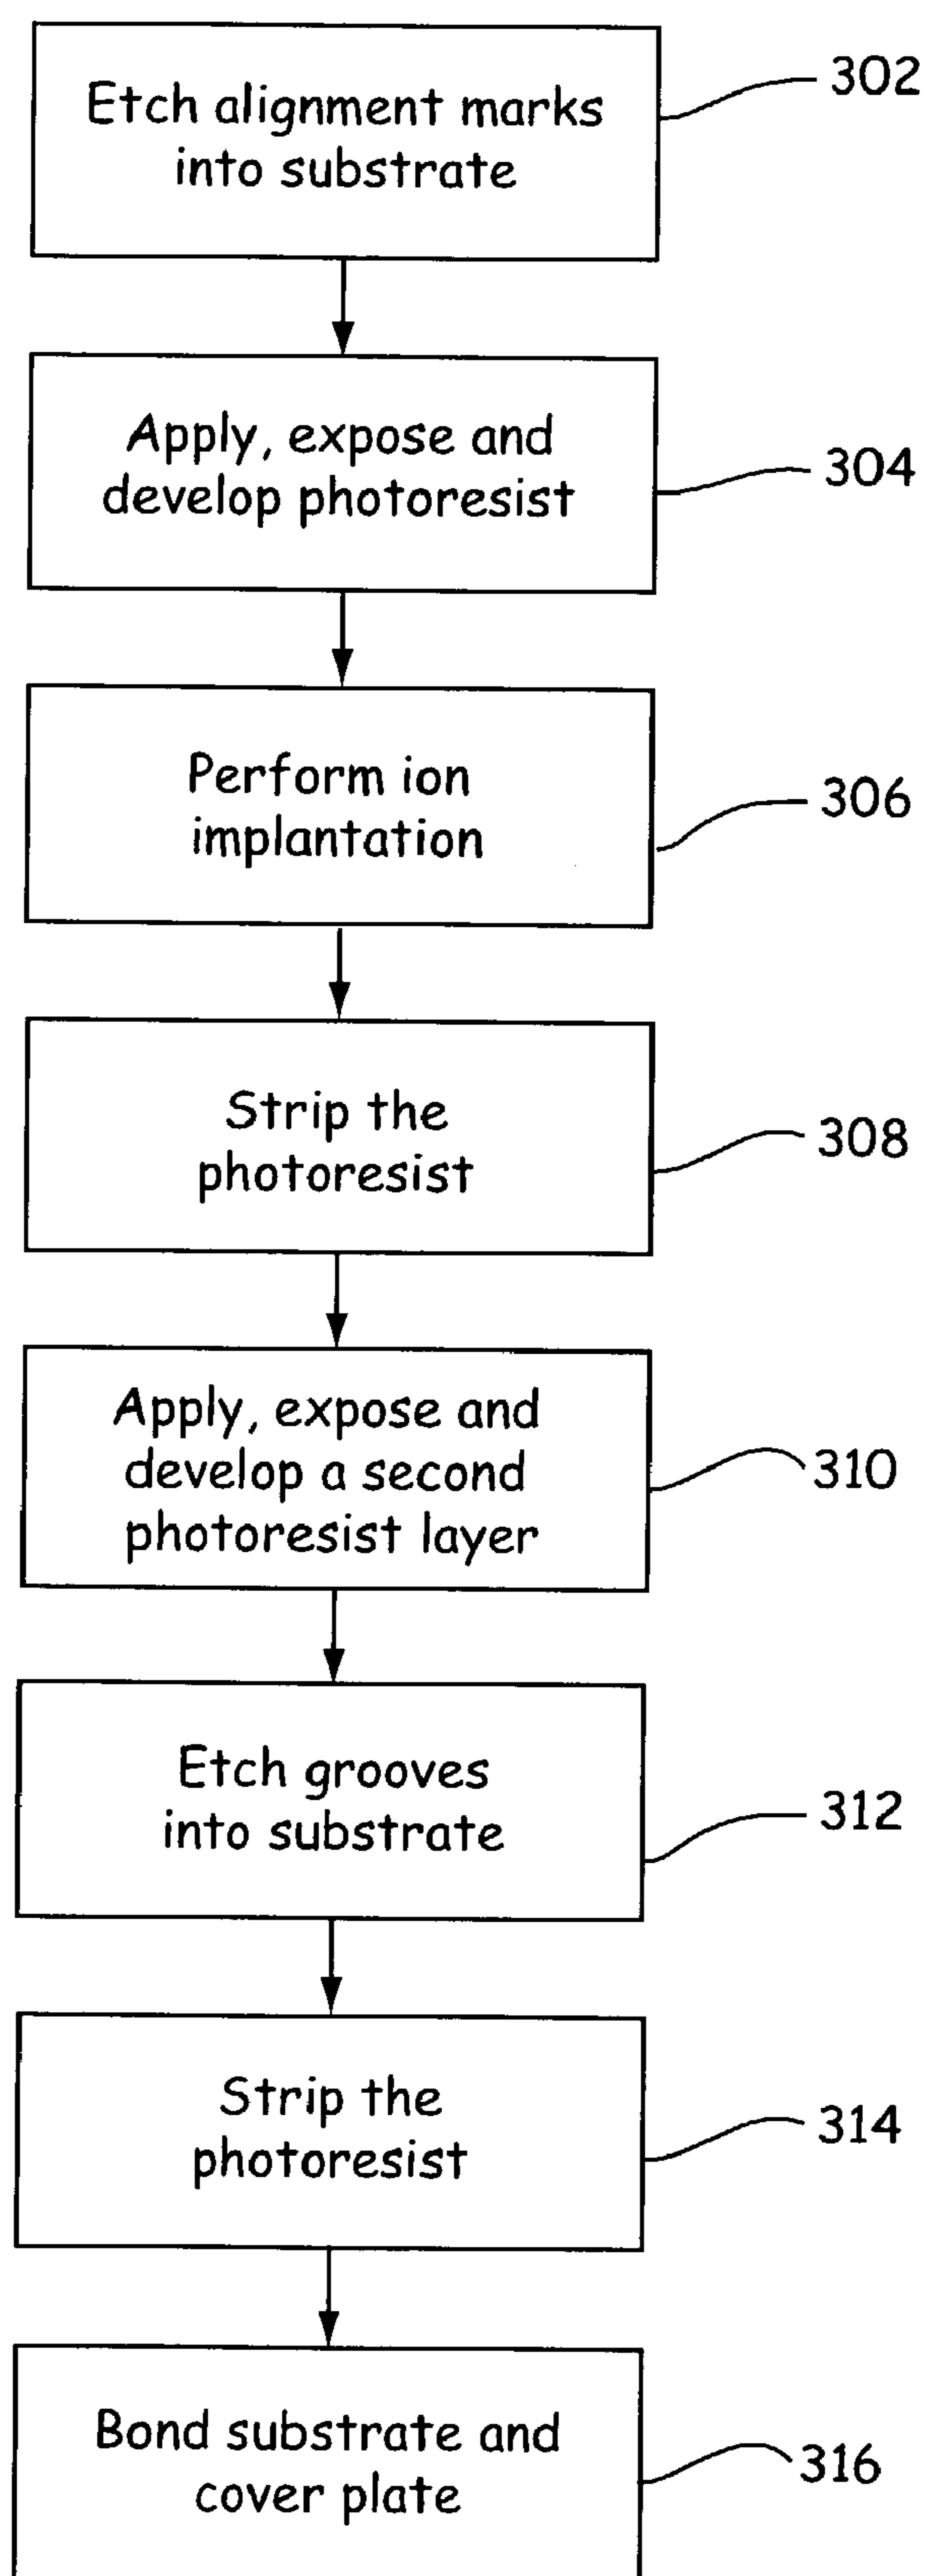 Etch alignment marks
into substrate
302
Apply, expose and
develop photoresist
304
Perform ion
implantation
306
Strip the
photoresist
308
Apply, expose and
develop a second
photoresist layer
310
Etch grooves
into substrate
312
Strip the
photoresist
314
Bond substrate and
cover plate
316